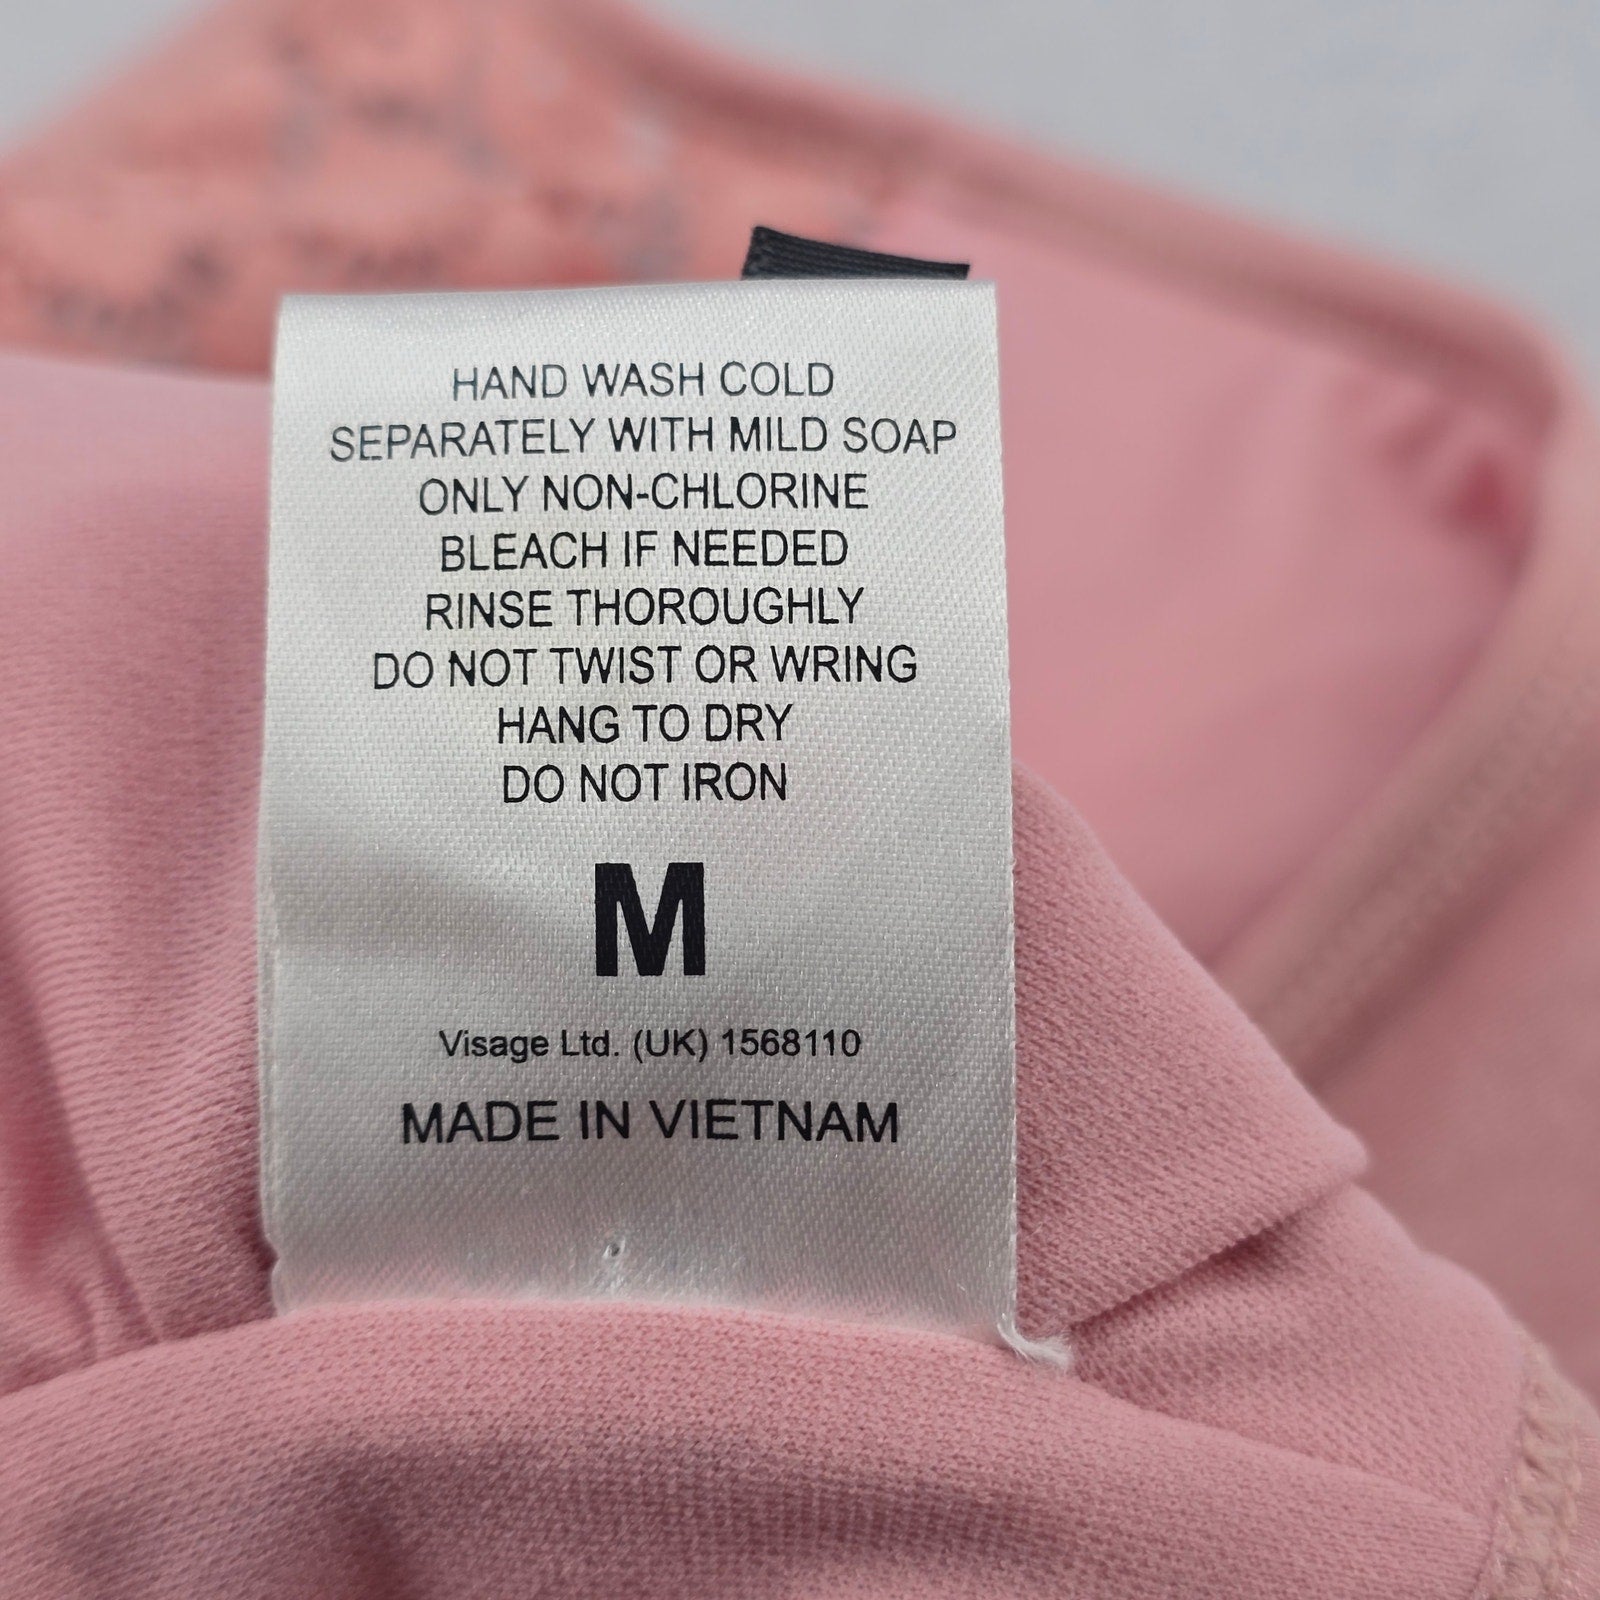 HAND WASH COLD
SEPARATELY WITH MILD SOAP
ONLY NON-CHLORINE
BLEACH IF NEEDED
RINSE THOROUGHLY
DO NOT TWIST OR WRING
HANG TO DRY
DO NOT IRON
M
Visage Ltd. (UK) 1568110
MADE IN VIETNAM